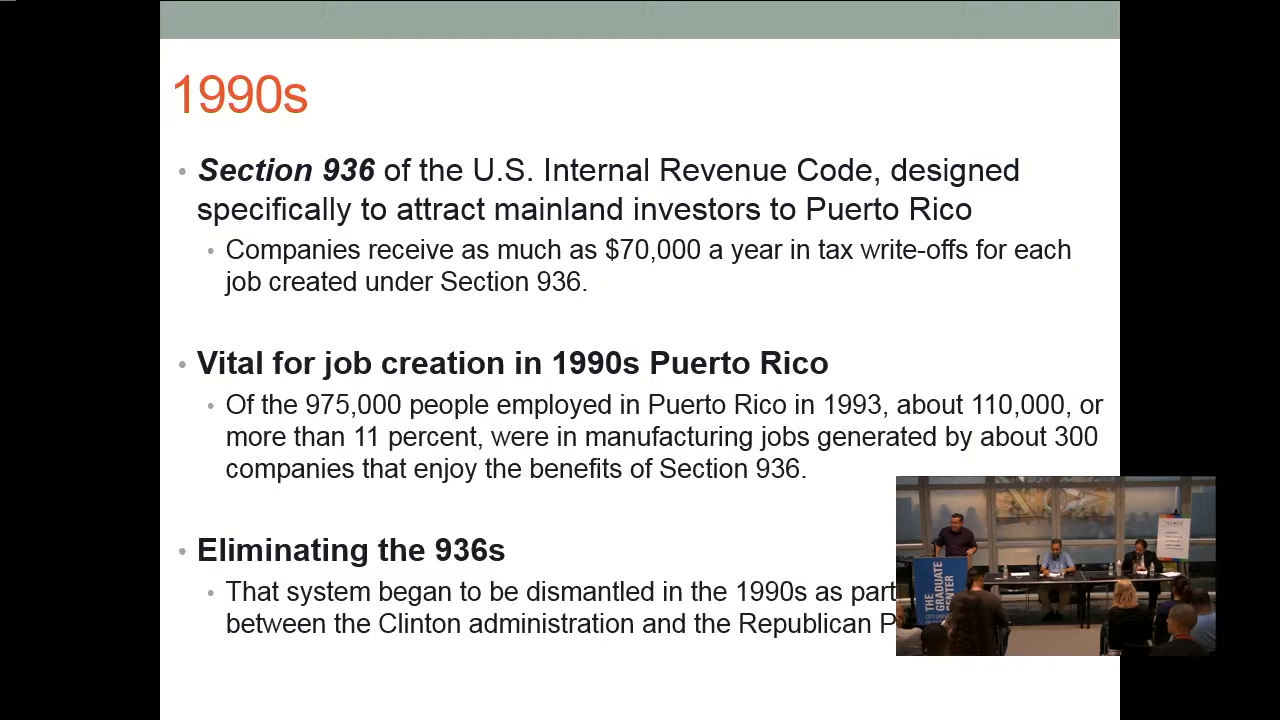 1990s
Section 936 of the U.S. Internal Revenue Code, designed
specifically to attract mainland investors to Puerto Rico
Companies receive as much as $70,000 a year in tax write-offs for each
job created under Section 936.
Vital for job creation in 1990s Puerto Rico
Of the 975,000 people employed in Puerto Rico in 1993, about 110,000, or
more than 11 percent, were in manufacturing jobs generated by about 300
companies that enjoy the benefits of Section 936.
Eliminating the 936s
That system began to be dismantled in the 1990s as part
between the Clinton administration and the Republican P
THE
GRADUATE
CENTER